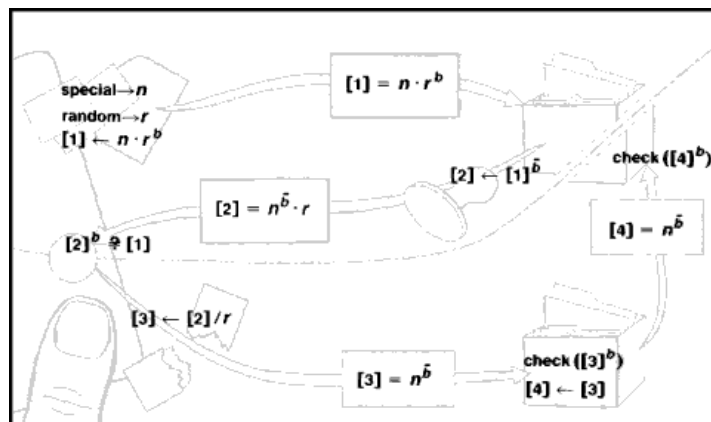 special→n
random→r
[1] ← n · r^b
[1] = n · r^b
[2] ← [1]^b̄
check([4]^b)
[2] = n^b̄ · r
[4] = n^b̄
[2]^b ≟ [1]
[3] ← [2]/r
[3] = n^b̄
check([3]^b)
[4] ← [3]